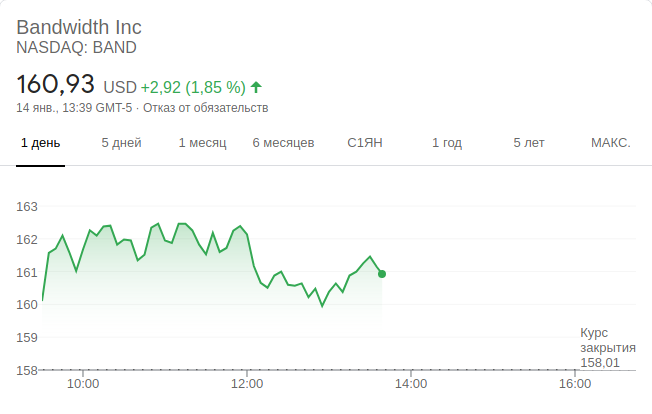 Bandwidth Inc
NASDAQ: BAND
160,93 USD +2,92 (1,85 %)
14 янв., 13:39 GMT-5 · Отказ от обязательств
1 день 5 дней 1 месяц 6 месяцев С1ЯН 1 год 5 лет МАКС.
163
162
161
160
159
158
Курс
закрытия
158,01
10:00 12:00 14:00 16:00